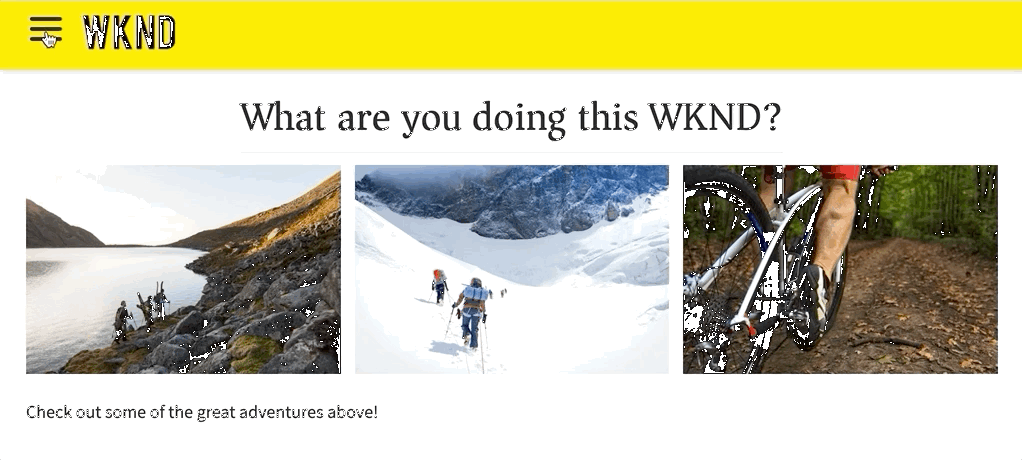 WKND
What are you doing this WKND?
Check out some of the great adventures above!